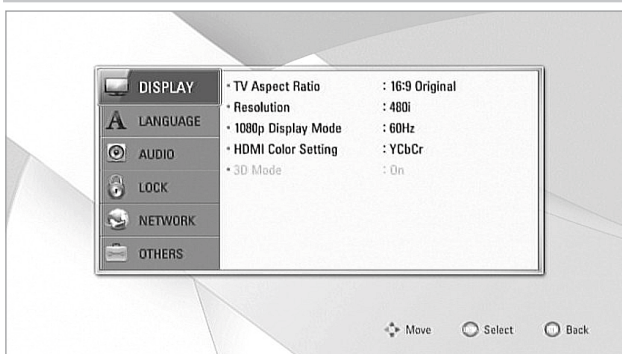 DISPLAY
LANGUAGE
AUDIO
LOCK
NETWORK
OTHERS
• TV Aspect Ratio : 16:9 Original
• Resolution : 480i
• 1080p Display Mode : 60Hz
• HDMI Color Setting : YCbCr
• 3D Mode : On
Move Select Back